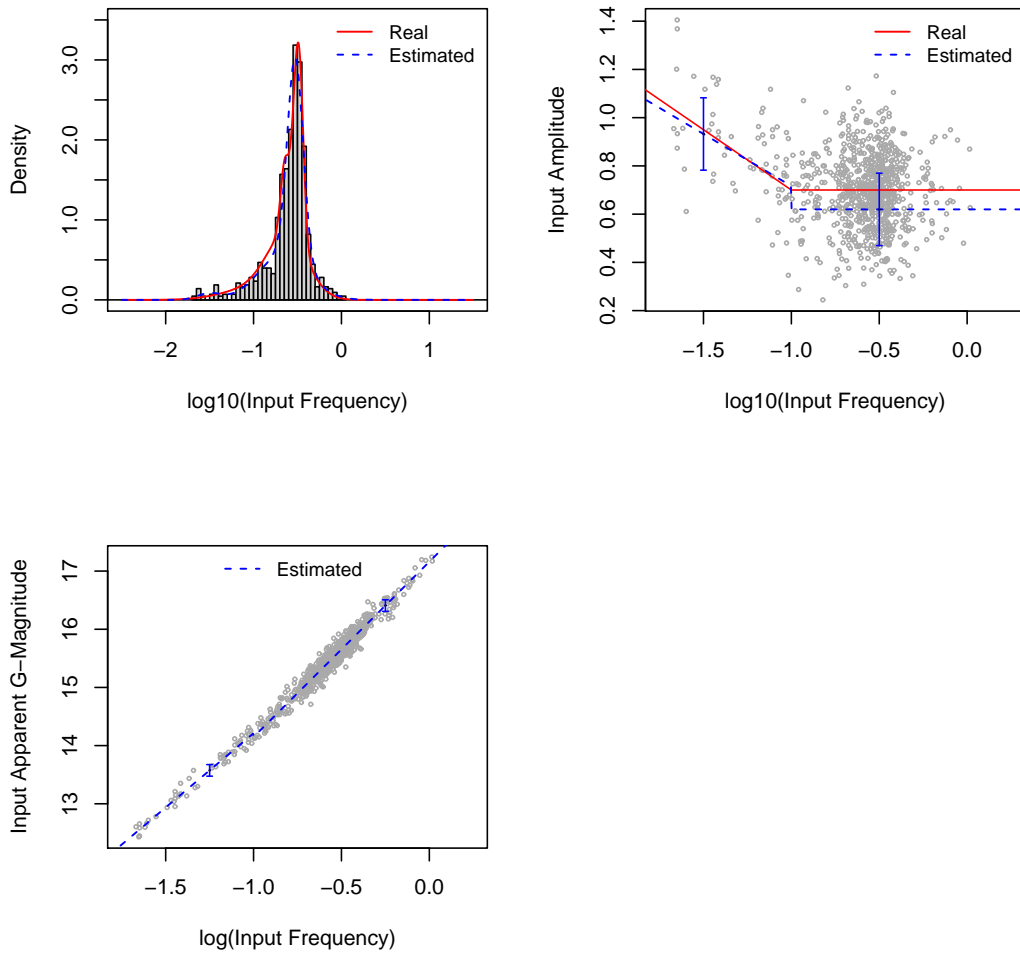 Density
3.0
2.0
1.0
0.0
Real
Estimated
−2
−1
0
1
log10(Input Frequency)
Input Amplitude
1.4
1.2
1.0
0.8
0.6
0.4
0.2
Real
Estimated
−1.5
−1.0
−0.5
0.0
log10(Input Frequency)
Input Apparent G−Magnitude
17
16
15
14
13
Estimated
−1.5
−1.0
−0.5
0.0
log(Input Frequency)